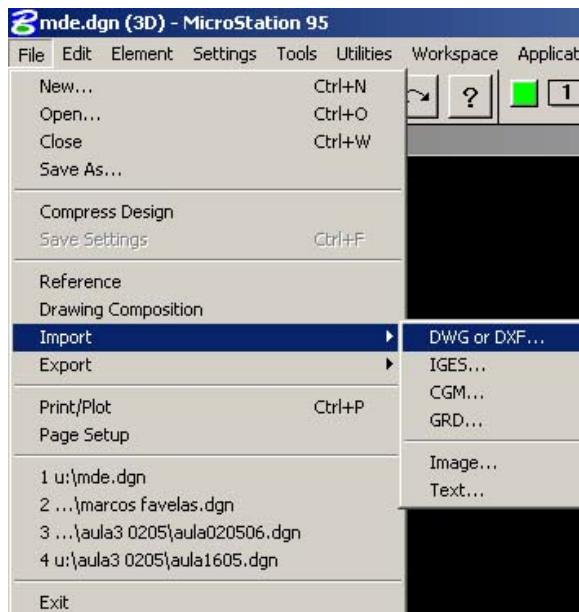 mde.dgn (3D) - MicroStation 95
File Edit Element Settings Tools Utilities Workspace
New... Ctrl+N
Open... Ctrl+O
Close Ctrl+W
Save As...
? 1
Compress Design
Save Settings Ctrl+F
Reference
Drawing Composition
Import
Export
Print/Plot Ctrl+P
Page Setup
DWG or DXF...
IGES...
CGM...
GRD...
Image...
Text...
1 u:\mde.dgn
2 ...\marcos favelas.dgn
3 ...\aula3 0205\aula020506.dgn
4 u:\aula3 0205\aula1605.dgn
Exit